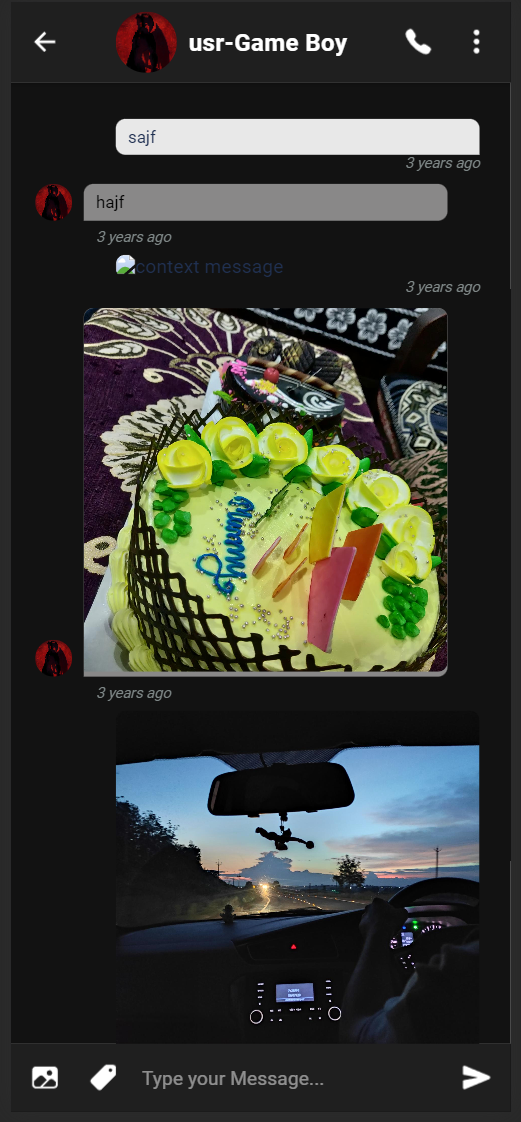 usr-Game Boy
sajf
3 years ago
hajf
3 years ago
context message
3 years ago
3 years ago
Type your Message...